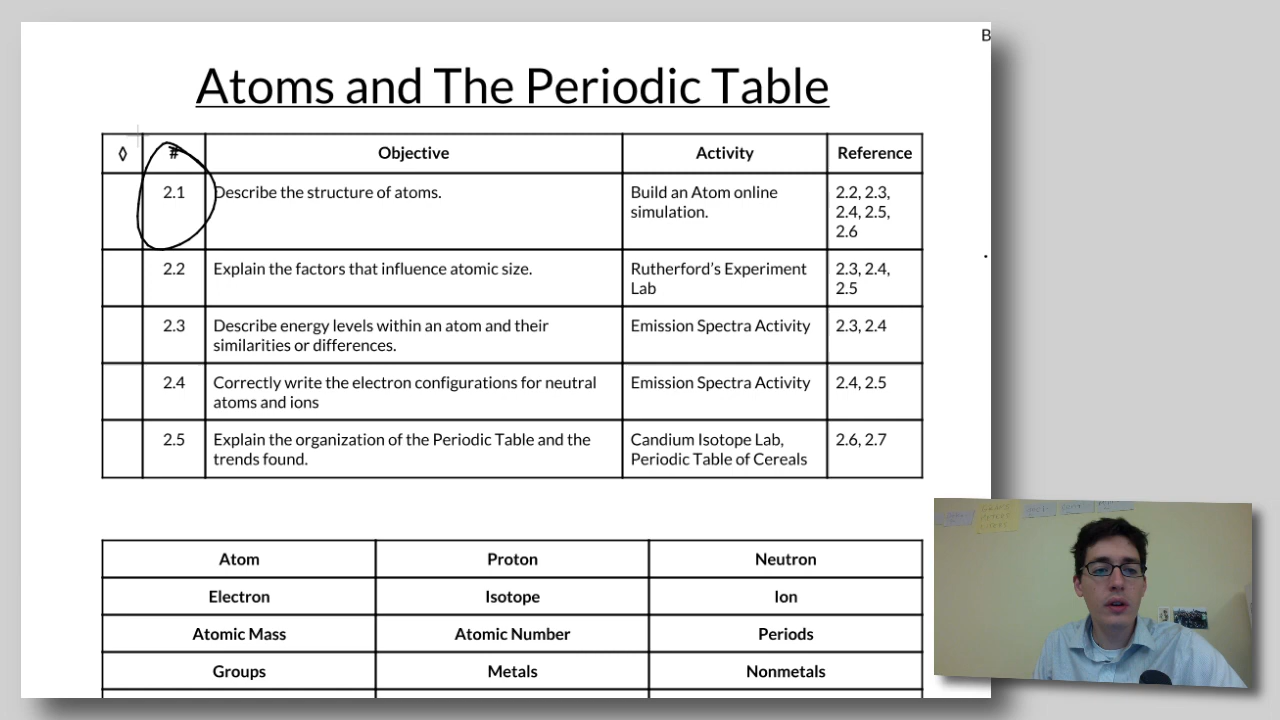 B
Atoms and The Periodic Table
◊ # Objective Activity Reference
2.1 Describe the structure of atoms. Build an Atom online 2.2, 2.3,
simulation. 2.4, 2.5,
2.6
2.2 Explain the factors that influence atomic size. Rutherford's Experiment 2.3, 2.4,
Lab 2.5
2.3 Describe energy levels within an atom and their Emission Spectra Activity 2.3, 2.4
similarities or differences.
2.4 Correctly write the electron configurations for neutral Emission Spectra Activity 2.4, 2.5
atoms and ions
2.5 Explain the organization of the Periodic Table and the Candium Isotope Lab, 2.6, 2.7
trends found. Periodic Table of Cereals
Atom Proton Neutron
Electron Isotope Ion
Atomic Mass Atomic Number Periods
Groups Metals Nonmetals